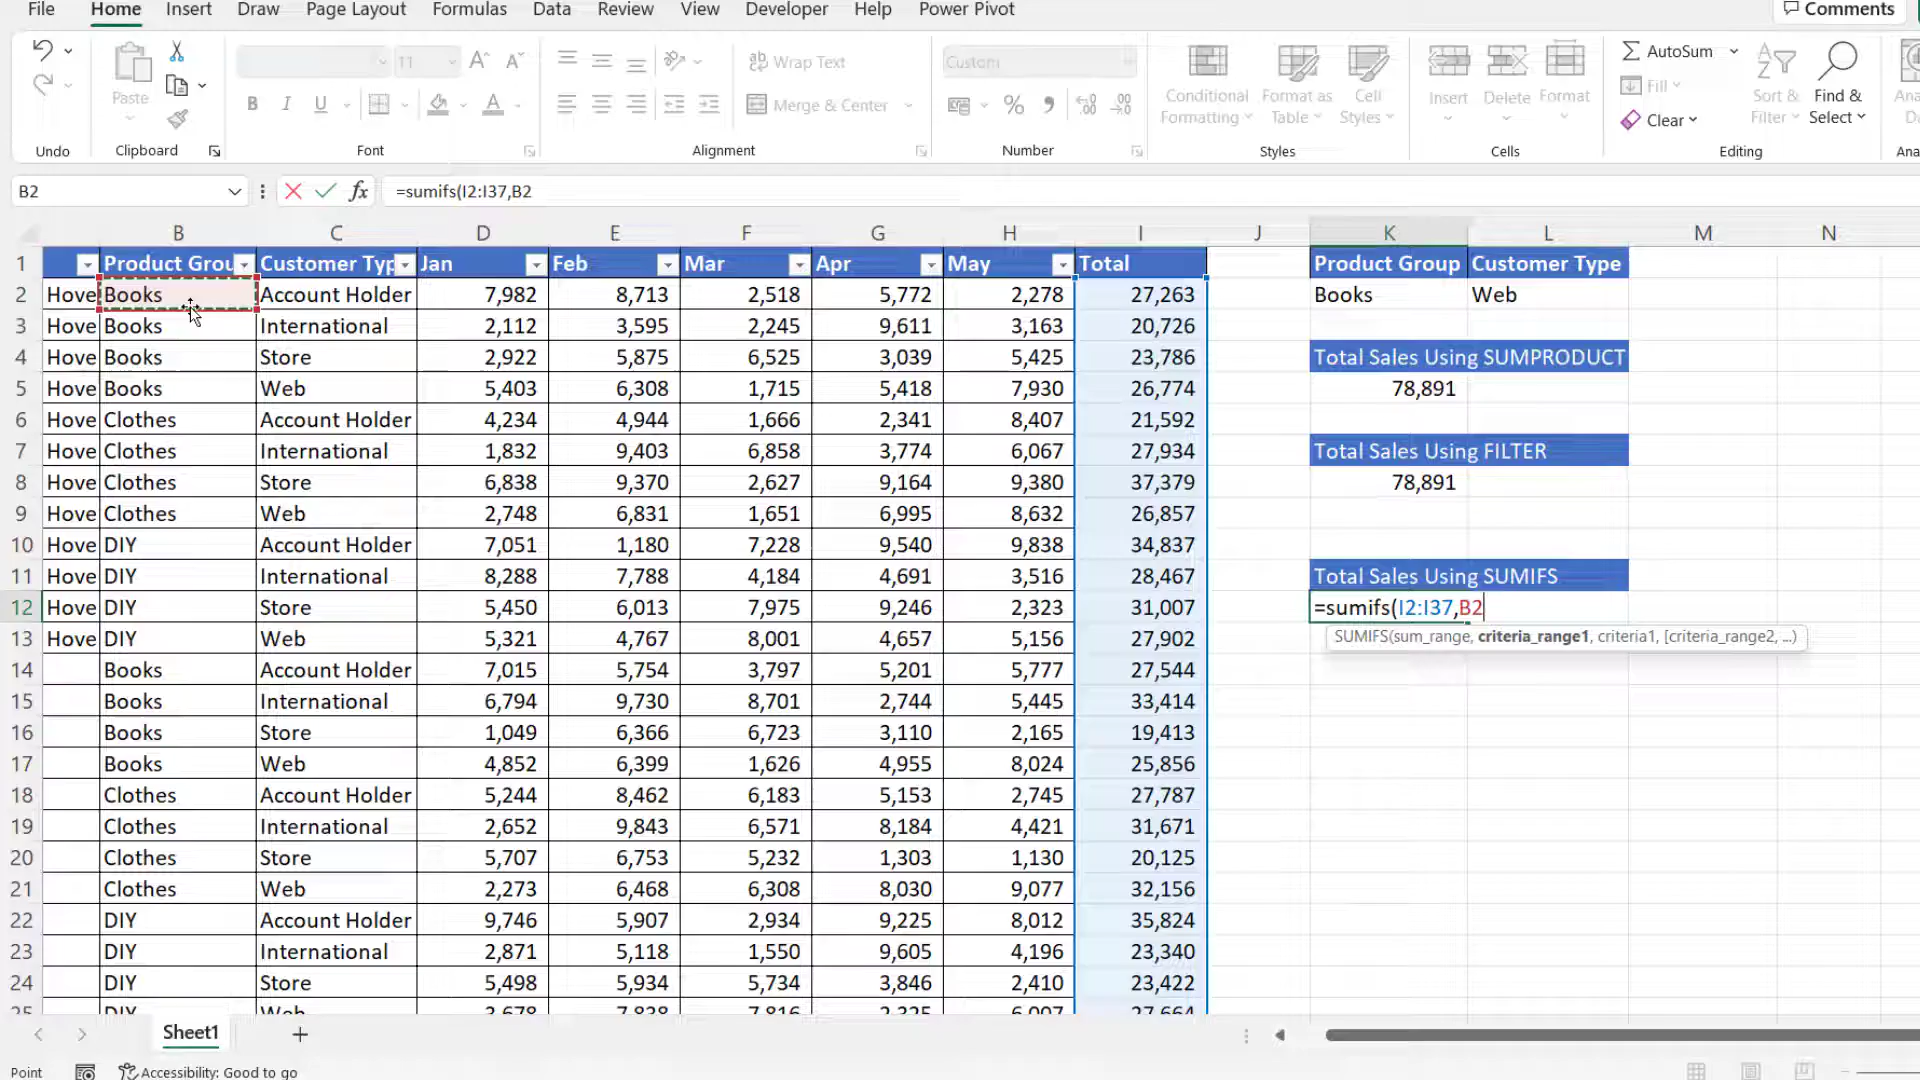 File Home Insert Draw Page Layout Formulas Data Review View Developer Help Power Pivot Comments
11 Wrap Text Custom AutoSum
Paste Merge & Center Conditional Formatting Format as Table Cell Styles Insert Delete Format Fill Clear Sort & Filter Find & Select
Undo Clipboard Font Alignment Number Styles Cells Editing
B2 fx =sumifs(I2:I37,B2
B C D E F G H I J K L M N
1 Product Grou Customer Typ Jan Feb Mar Apr May Total Product Group Customer Type
2 Hove Books Account Holder 7,982 8,713 2,518 5,772 2,278 27,263 Books Web
3 Hove Books International 2,112 3,595 2,245 9,611 3,163 20,726
4 Hove Books Store 2,922 5,875 6,525 3,039 5,425 23,786 Total Sales Using SUMPRODUCT
5 Hove Books Web 5,403 6,308 1,715 5,418 7,930 26,774 78,891
6 Hove Clothes Account Holder 4,234 4,944 1,666 2,341 8,407 21,592
7 Hove Clothes International 1,832 9,403 6,858 3,774 6,067 27,934 Total Sales Using FILTER
8 Hove Clothes Store 6,838 9,370 2,627 9,164 9,380 37,379 78,891
9 Hove Clothes Web 2,748 6,831 1,651 6,995 8,632 26,857
10 Hove DIY Account Holder 7,051 1,180 7,228 9,540 9,838 34,837
11 Hove DIY International 8,288 7,788 4,184 4,691 3,516 28,467 Total Sales Using SUMIFS
12 Hove DIY Store 5,450 6,013 7,975 9,246 2,323 31,007 =sumifs(I2:I37,B2
13 Hove DIY Web 5,321 4,767 8,001 4,657 5,156 27,902 SUMIFS(sum_range, criteria_range1, criteria1, [criteria_range2, ...)
14 Books Account Holder 7,015 5,754 3,797 5,201 5,777 27,544
15 Books International 6,794 9,730 8,701 2,744 5,445 33,414
16 Books Store 1,049 6,366 6,723 3,110 2,165 19,413
17 Books Web 4,852 6,399 1,626 4,955 8,024 25,856
18 Clothes Account Holder 5,244 8,462 6,183 5,153 2,745 27,787
19 Clothes International 2,652 9,843 6,571 8,184 4,421 31,671
20 Clothes Store 5,707 6,753 5,232 1,303 1,130 20,125
21 Clothes Web 2,273 6,468 6,308 8,030 9,077 32,156
22 DIY Account Holder 9,746 5,907 2,934 9,225 8,012 35,824
23 DIY International 2,871 5,118 1,550 9,605 4,196 23,340
24 DIY Store 5,498 5,934 5,734 3,846 2,410 23,422
25 DIY Web 3,678 7,838 7,816 2,325 6,007 27,664
Sheet1
Point Accessibility: Good to go